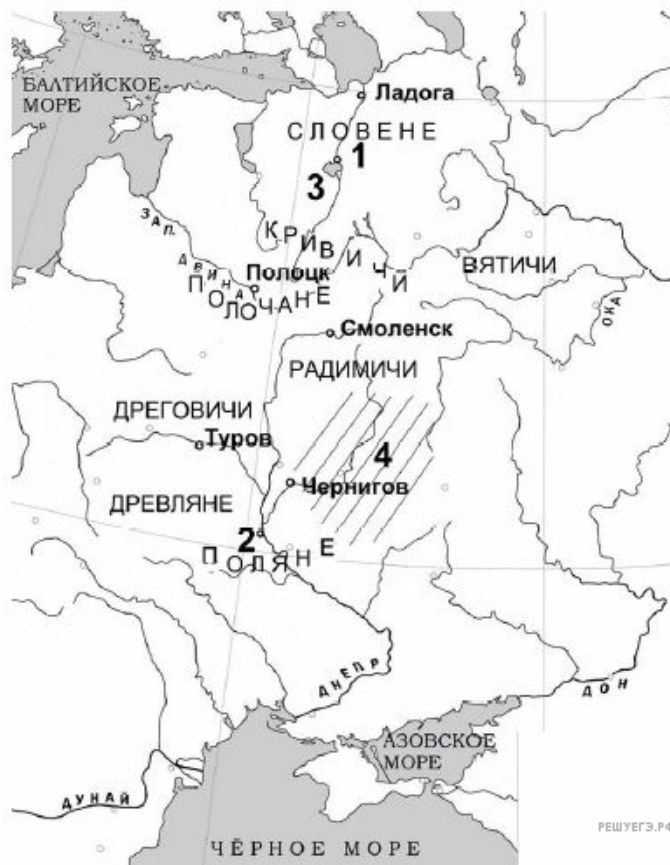 БАЛТИЙСКОЕ
МОРЕ
Ладога
СЛОВЕНЕ
1
3
КРИВИЧИ
ЗАП. ДВИНА
Полоцк
ПОЛОЧАНЕ
ВЯТИЧИ
ОКА
Смоленск
РАДИМИЧИ
ДРЕГОВИЧИ
Туров
4
Чернигов
ДРЕВЛЯНЕ
2
ПОЛЯНЕ
ДНЕПР
ДОН
АЗОВСКОЕ
МОРЕ
ДУНАЙ
ЧЁРНОЕ МОРЕ
РЕШУЕГЭ.РФ